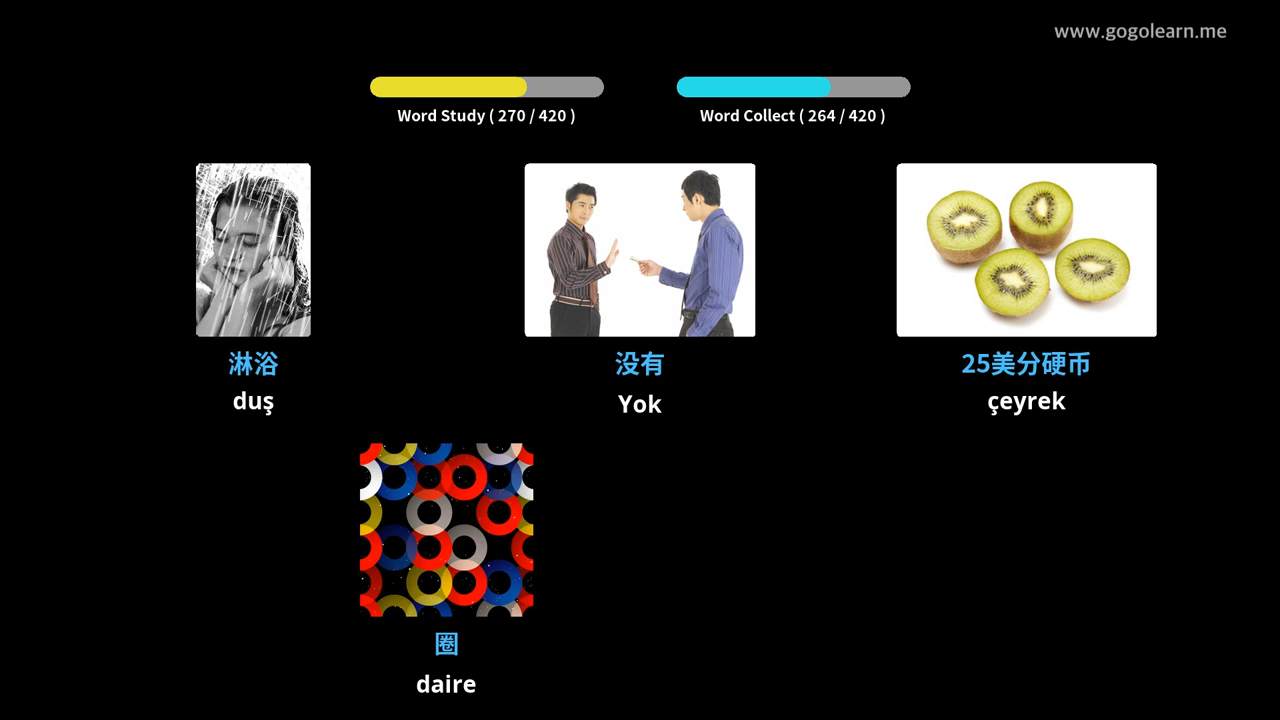 www.gogolearn.me
Word Study ( 270 / 420 )
Word Collect ( 264 / 420 )
淋浴
duş
没有
Yok
25美分硬币
çeyrek
圈
daire